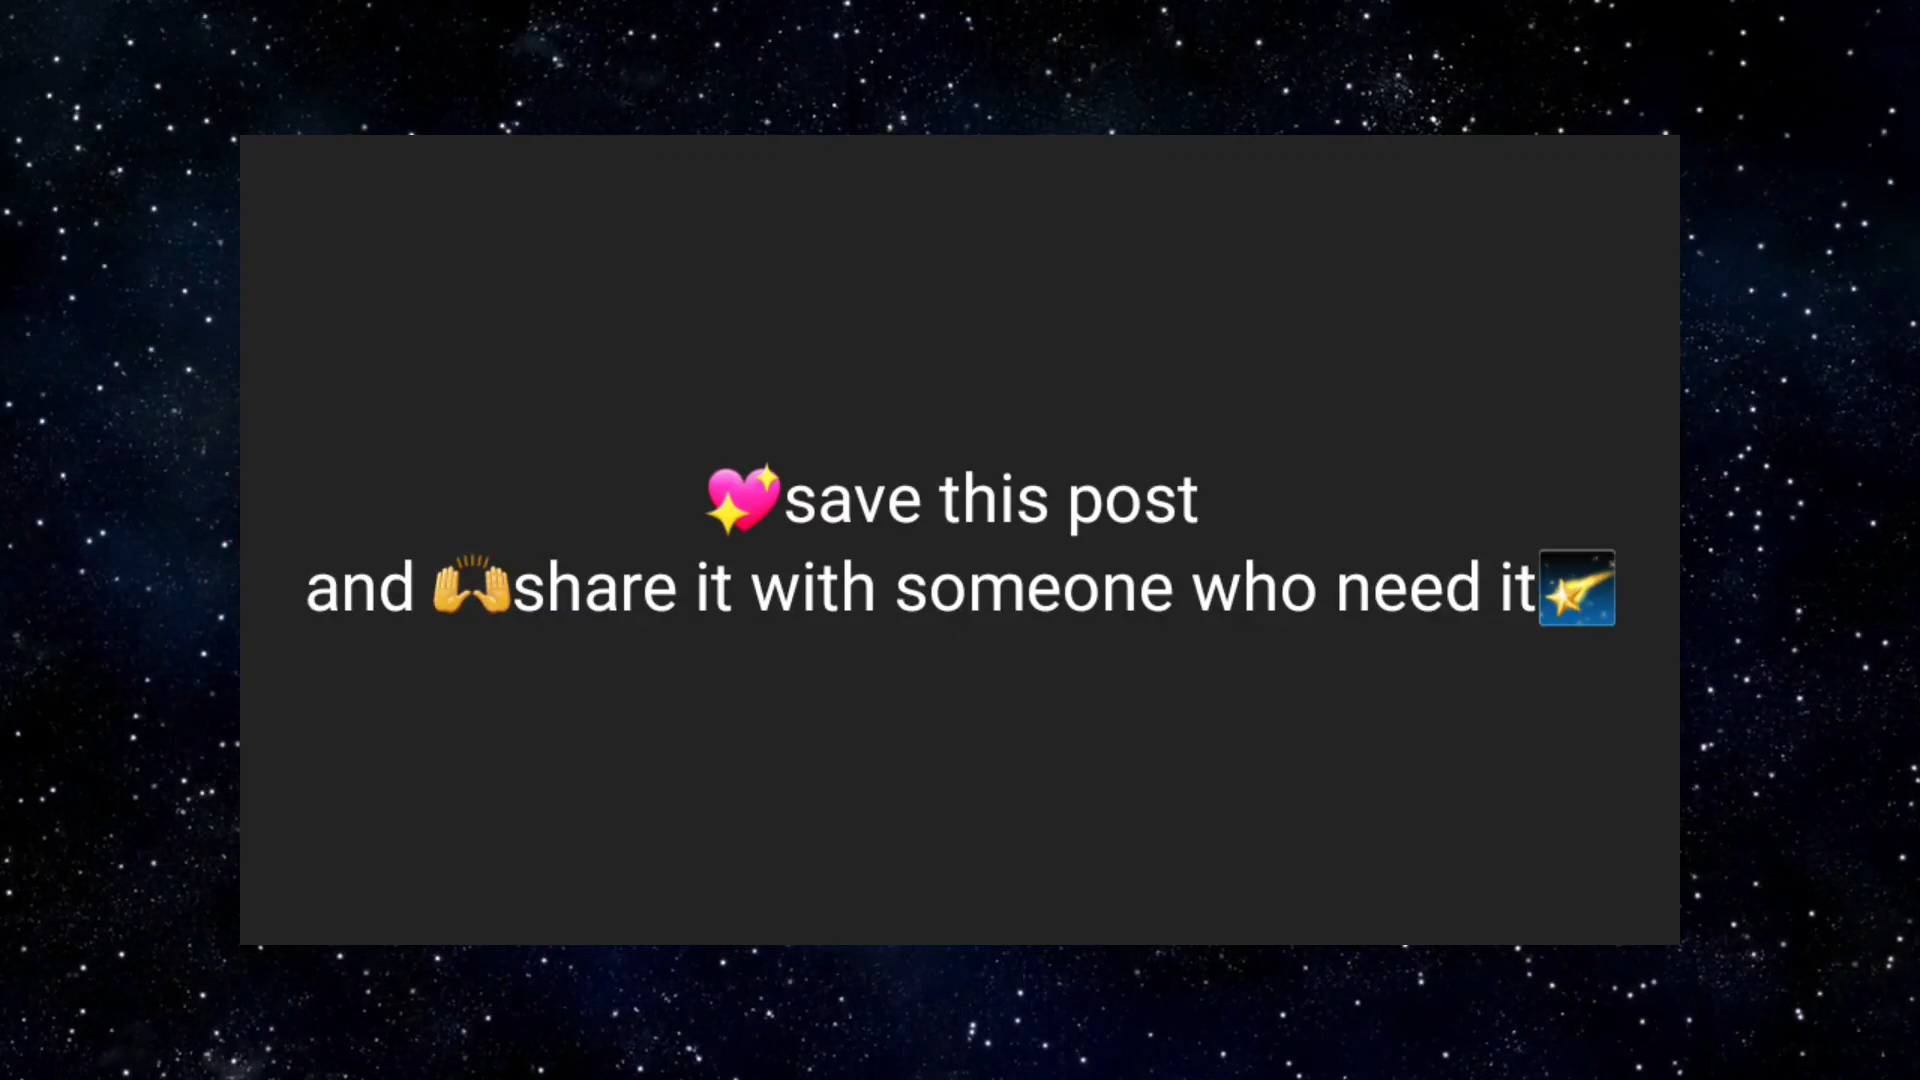 💖save this post
and 🙌share it with someone who need it🌠